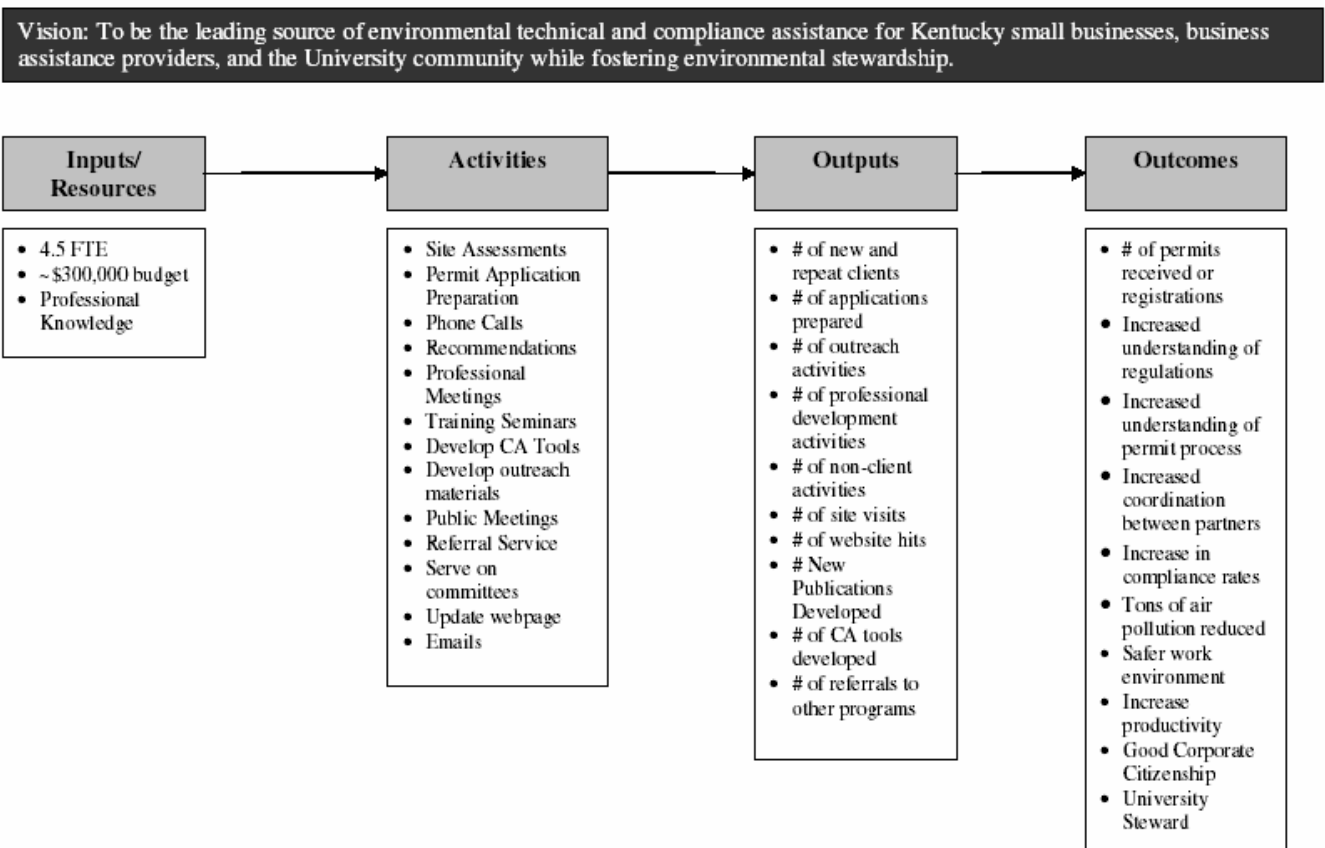 Vision: To be the leading source of environmental technical and compliance assistance for Kentucky small businesses, business
assistance providers, and the University community while fostering environmental stewardship.
Inputs/
Resources
• 4.5 FTE
• ~$300,000 budget
• Professional
Knowledge
Activities
• Site Assessments
• Permit Application
Preparation
• Phone Calls
• Recommendations
• Professional
Meetings
• Training Seminars
• Develop CA Tools
• Develop outreach
materials
• Public Meetings
• Referral Service
• Serve on
committees
• Update webpage
• Emails
Outputs
• # of new and
repeat clients
• # of applications
prepared
• # of outreach
activities
• # of professional
development
activities
• # of non-client
activities
• # of site visits
• # of website hits
• # New
Publications
Developed
• # of CA tools
developed
• # of referrals to
other programs
Outcomes
• # of permits
received or
registrations
• Increased
understanding of
regulations
• Increased
understanding of
permit process
• Increased
coordination
between partners
• Increase in
compliance rates
• Tons of air
pollution reduced
• Safer work
environment
• Increase
productivity
• Good Corporate
Citizenship
• University
Steward